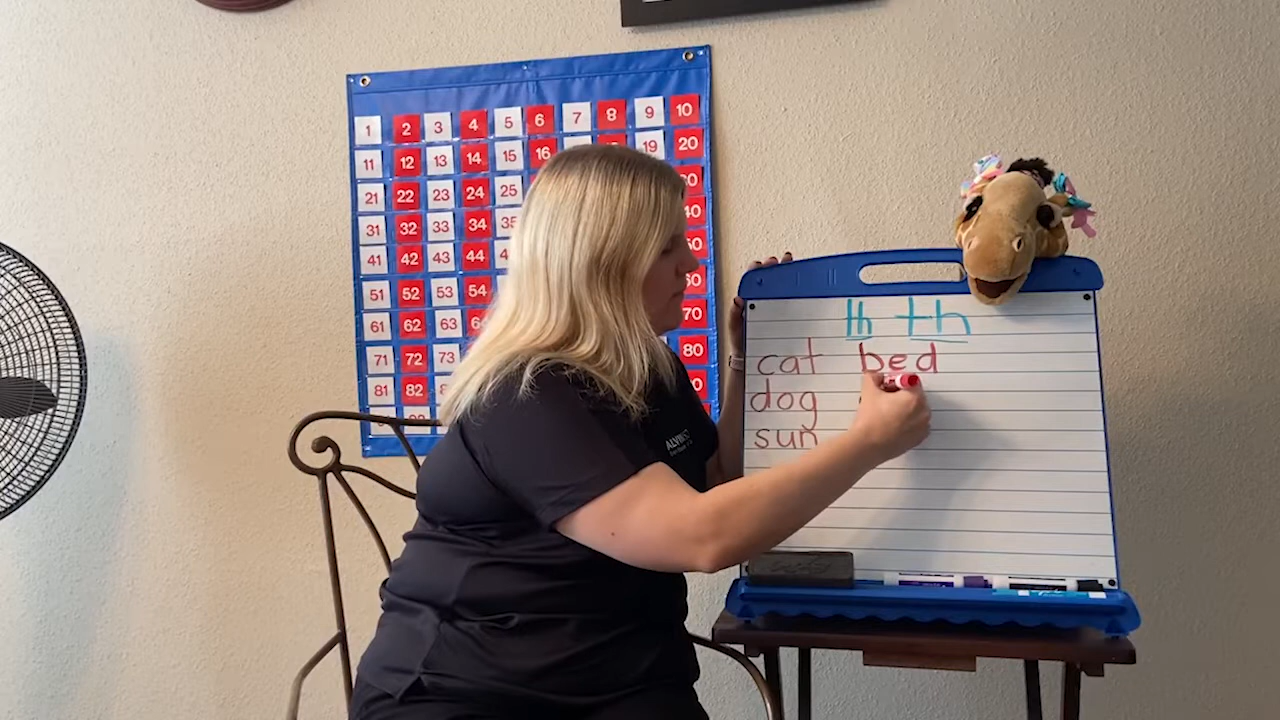 1 2 3 4 5 6 7 8 9 10
11 12 13 14 15 16 19 20
21 22 23 24 25
31 32 33 34 35
41 42 43 44
51 52 53 54
61 62 63 70
71 72 73 80
81 82
th th
cat bed
dog
sun